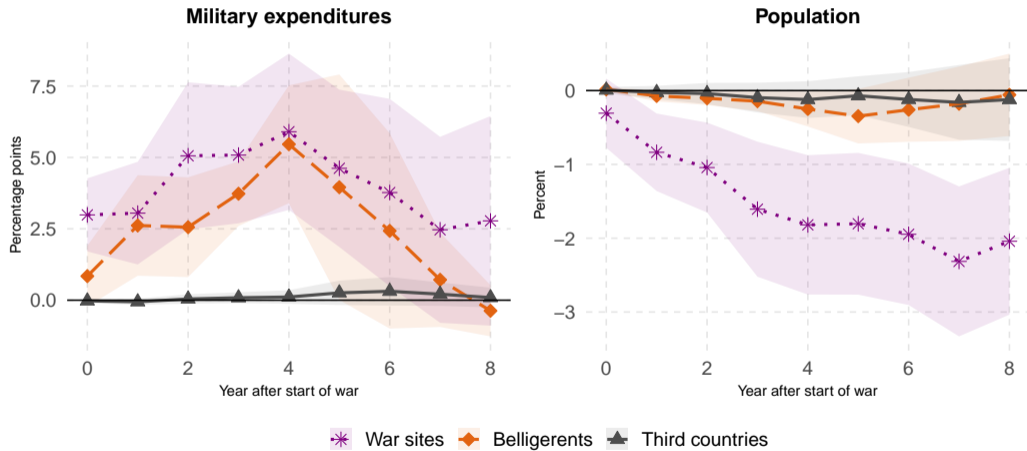 Military expenditures
Percentage points
7.5
5.0
2.5
0.0
0 2 4 6 8
Year after start of war
Population
Percent
0
−1
−2
−3
0 2 4 6 8
Year after start of war
War sites Belligerents Third countries